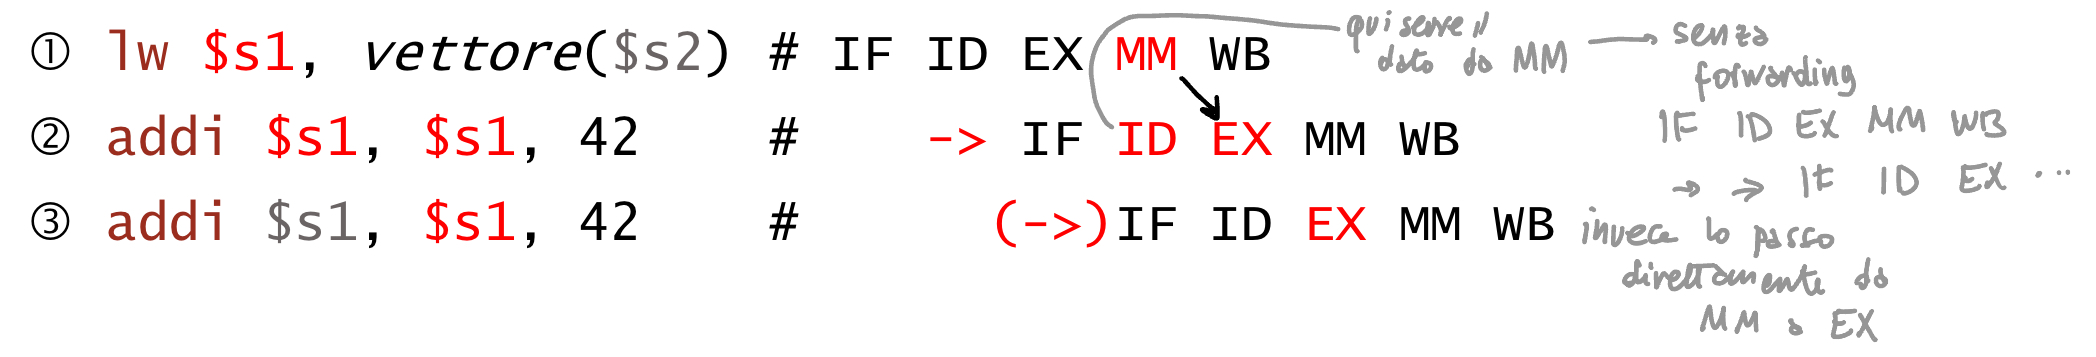 ① lw $s1, vettore($s2) # IF ID EX MM WB
② addi $s1, $s1, 42 # -> IF ID EX MM WB
③ addi $s1, $s1, 42 # (->)IF ID EX MM WB
qui serve il
dato da MM → senza
forwarding
IF ID EX MM WB
→ → IF ID EX ...
invece lo passo
direttamente da
MM a EX